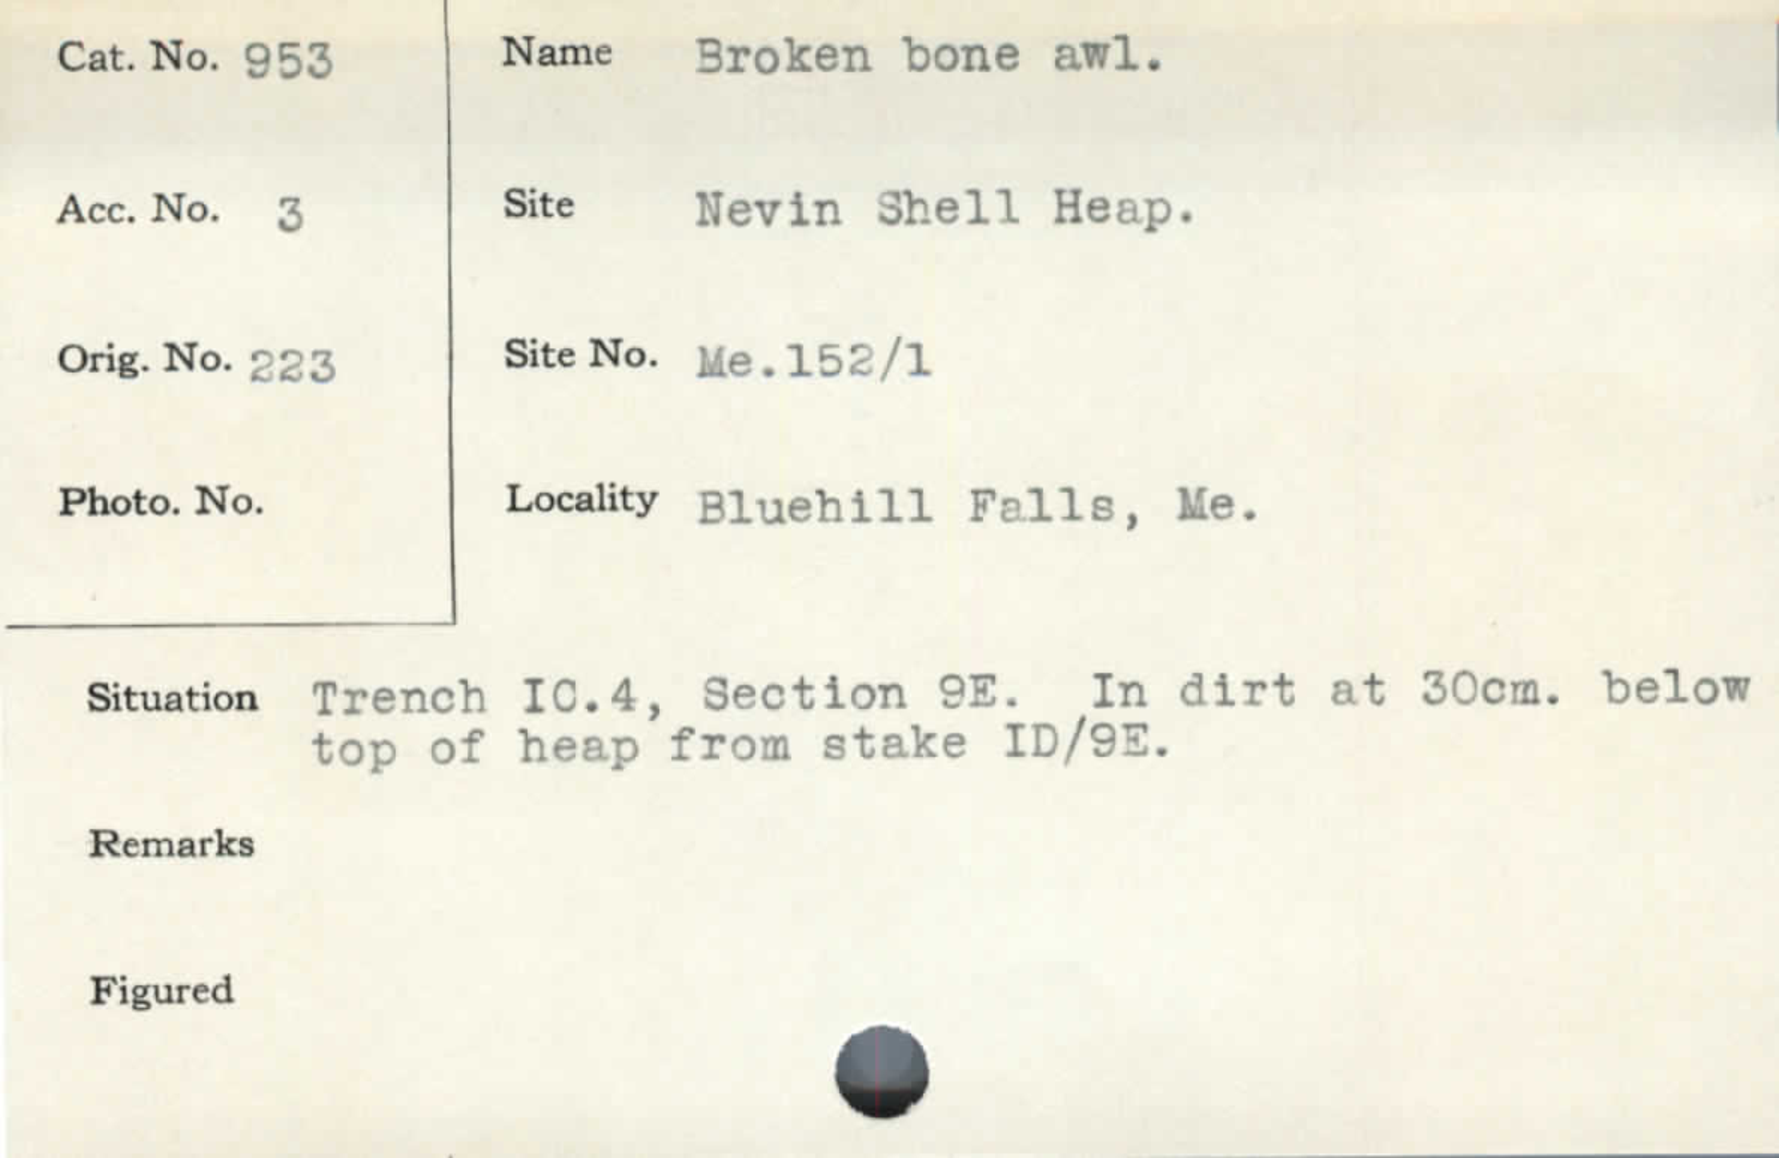 Cat. No. 953
Name Broken bone awl.
Acc. No. 3
Site Nevin Shell Heap.
Orig. No. 223
Site No. Me.152/1
Photo. No.
Locality Bluehill Falls, Me.
Situation Trench IC.4, Section 9E. In dirt at 30cm. below
top of heap from stake ID/9E.
Remarks
Figured